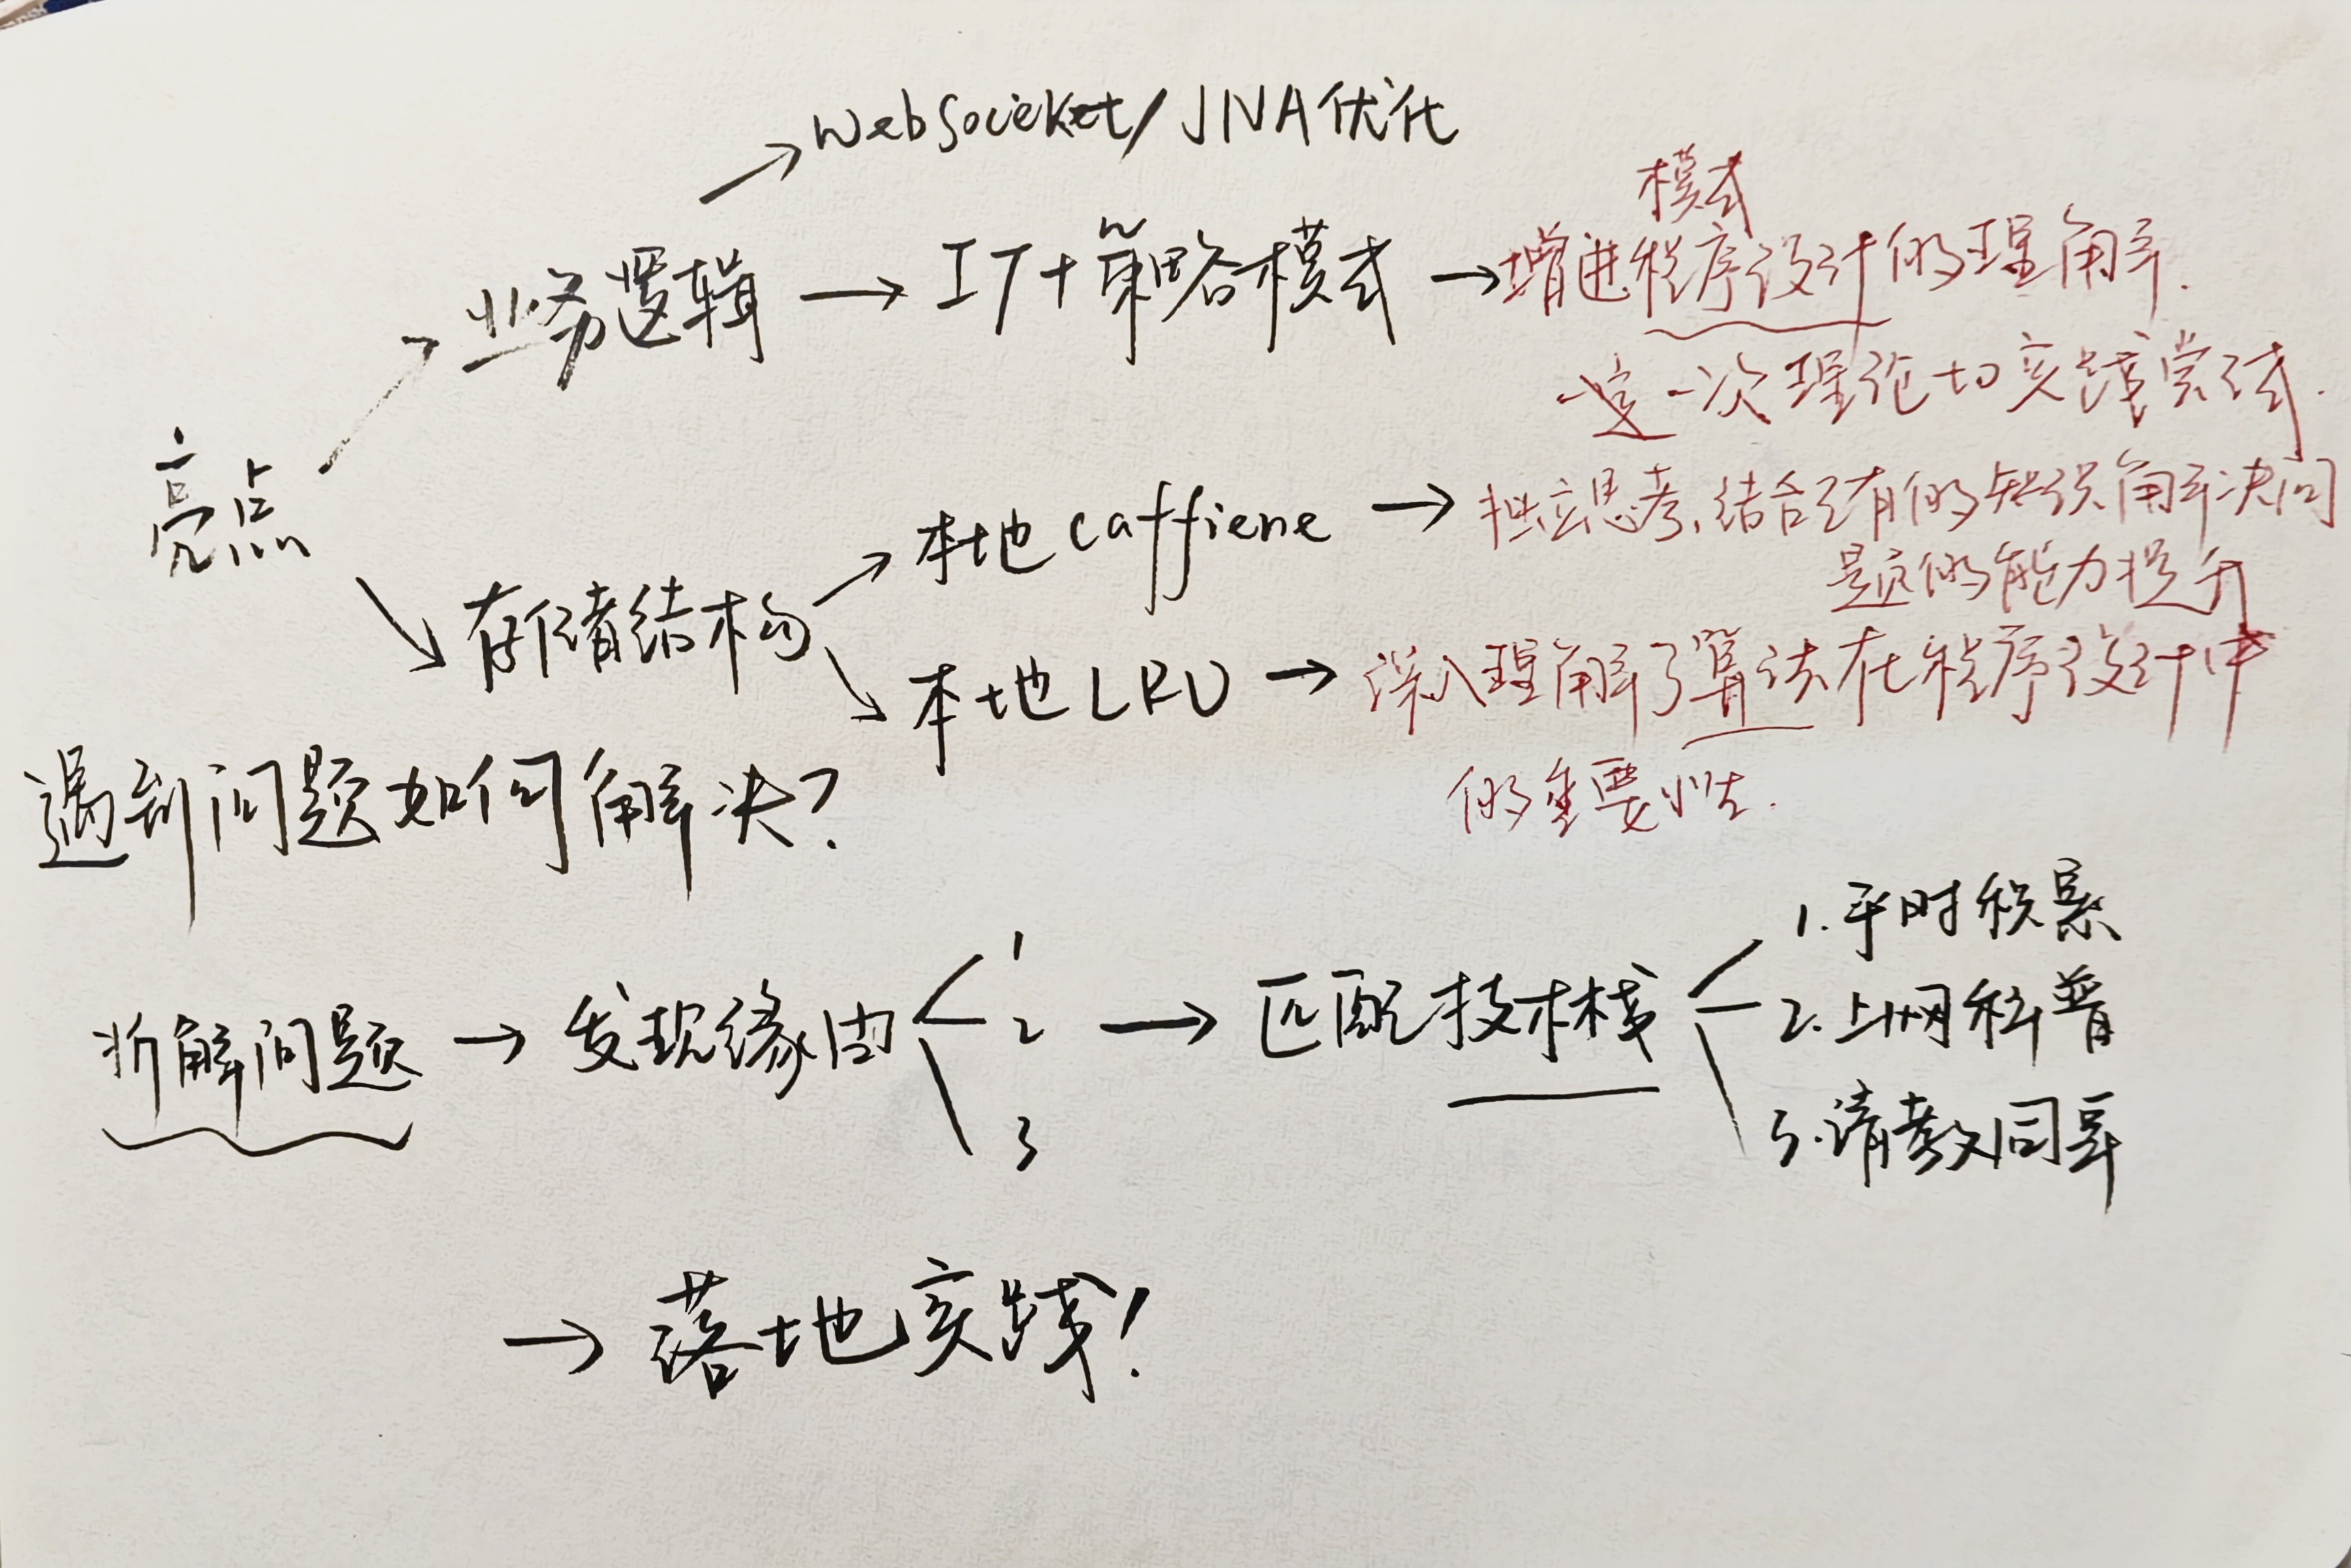 WebSocieket/JNA优化
模式
业务逻辑 → IT+策略模式 → 增进程序设计的理解.
是一次理论切实践尝试.
亮点
本地caffiene → 独立思考,结合已有的知识解决问
题的能力提升
存储结构
本地LRU → 深入理解了算法在程序设计中
的重要性.
遇到问题如何解决?
1.平时积累
1
拆解问题 → 发现缘由 2 → 匹配技术栈 2.上网科普
3
3.请教同事
→ 落地实践!